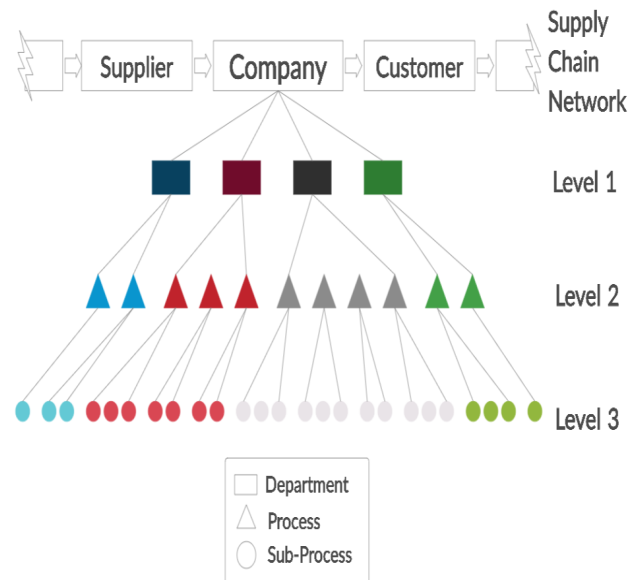 Supplier
Company
Customer
Supply
Chain
Network
Level 1
Level 2
Level 3
Department
Process
Sub-Process